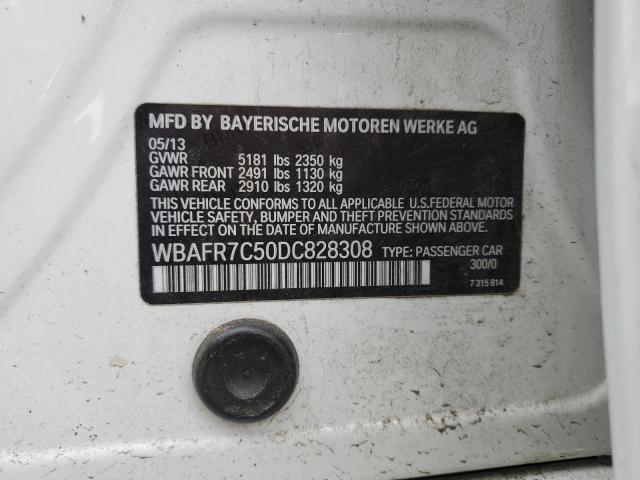 MFD BY BAYERISCHE MOTOREN WERKE AG
05/13
GVWR 5181 lbs 2350 kg
GAWR FRONT 2491 lbs 1130 kg
GAWR REAR 2910 lbs 1320 kg
THIS VEHICLE CONFORMS TO ALL APPLICABLE U.S.FEDERAL MOTOR
VEHICLE SAFETY, BUMPER AND THEFT PREVENTION STANDARDS
IN EFFECT ON THE DATE OF MANUFACTURE SHOWN ABOVE.
WBAFR7C50DC828308 TYPE: PASSENGER CAR
300/0
7 315 814